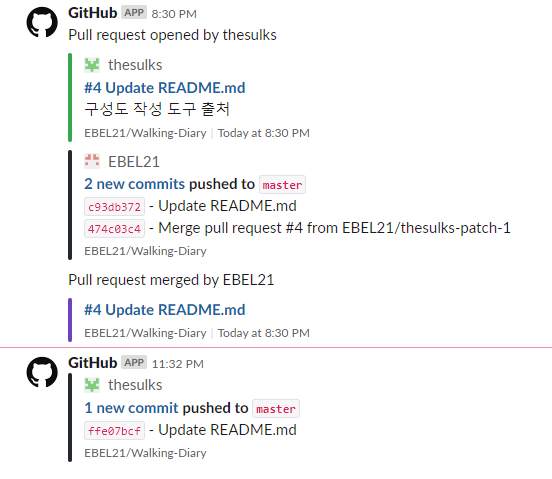 GitHub APP 8:30 PM
Pull request opened by thesulks
thesulks
#4 Update README.md
구성도 작성 도구 출처
EBEL21/Walking-Diary | Today at 8:30 PM
EBEL21
2 new commits pushed to master
c93db372 - Update README.md
474c03c4 - Merge pull request #4 from EBEL21/thesulks-patch-1
EBEL21/Walking-Diary
Pull request merged by EBEL21
#4 Update README.md
EBEL21/Walking-Diary | Today at 8:30 PM
GitHub APP 11:32 PM
thesulks
1 new commit pushed to master
ffe07bcf - Update README.md
EBEL21/Walking-Diary